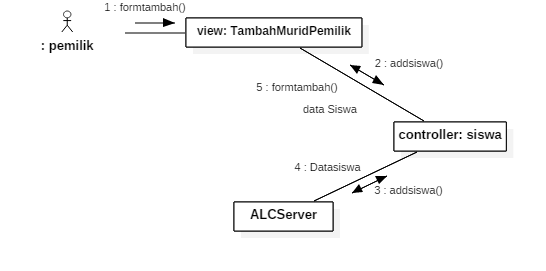 1 : formtambah()
: pemilik
view: TambahMuridPemilik
2 : addsiswa()
5 : formtambah()
data Siswa
controller: siswa
4 : Datasiswa
3 : addsiswa()
ALCServer